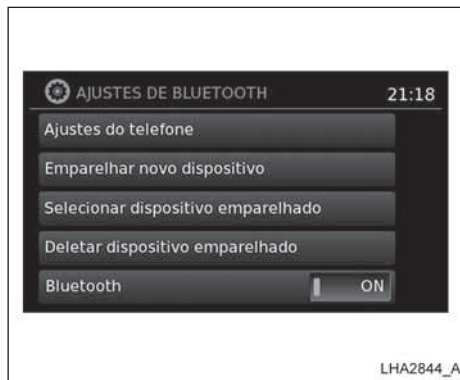 AJUSTES DE BLUETOOTH 21:18
Ajustes do telefone
Emparelhar novo dispositivo
Selecionar dispositivo emparelhado
Deletar dispositivo emparelhado
Bluetooth ON
LHA2844_A